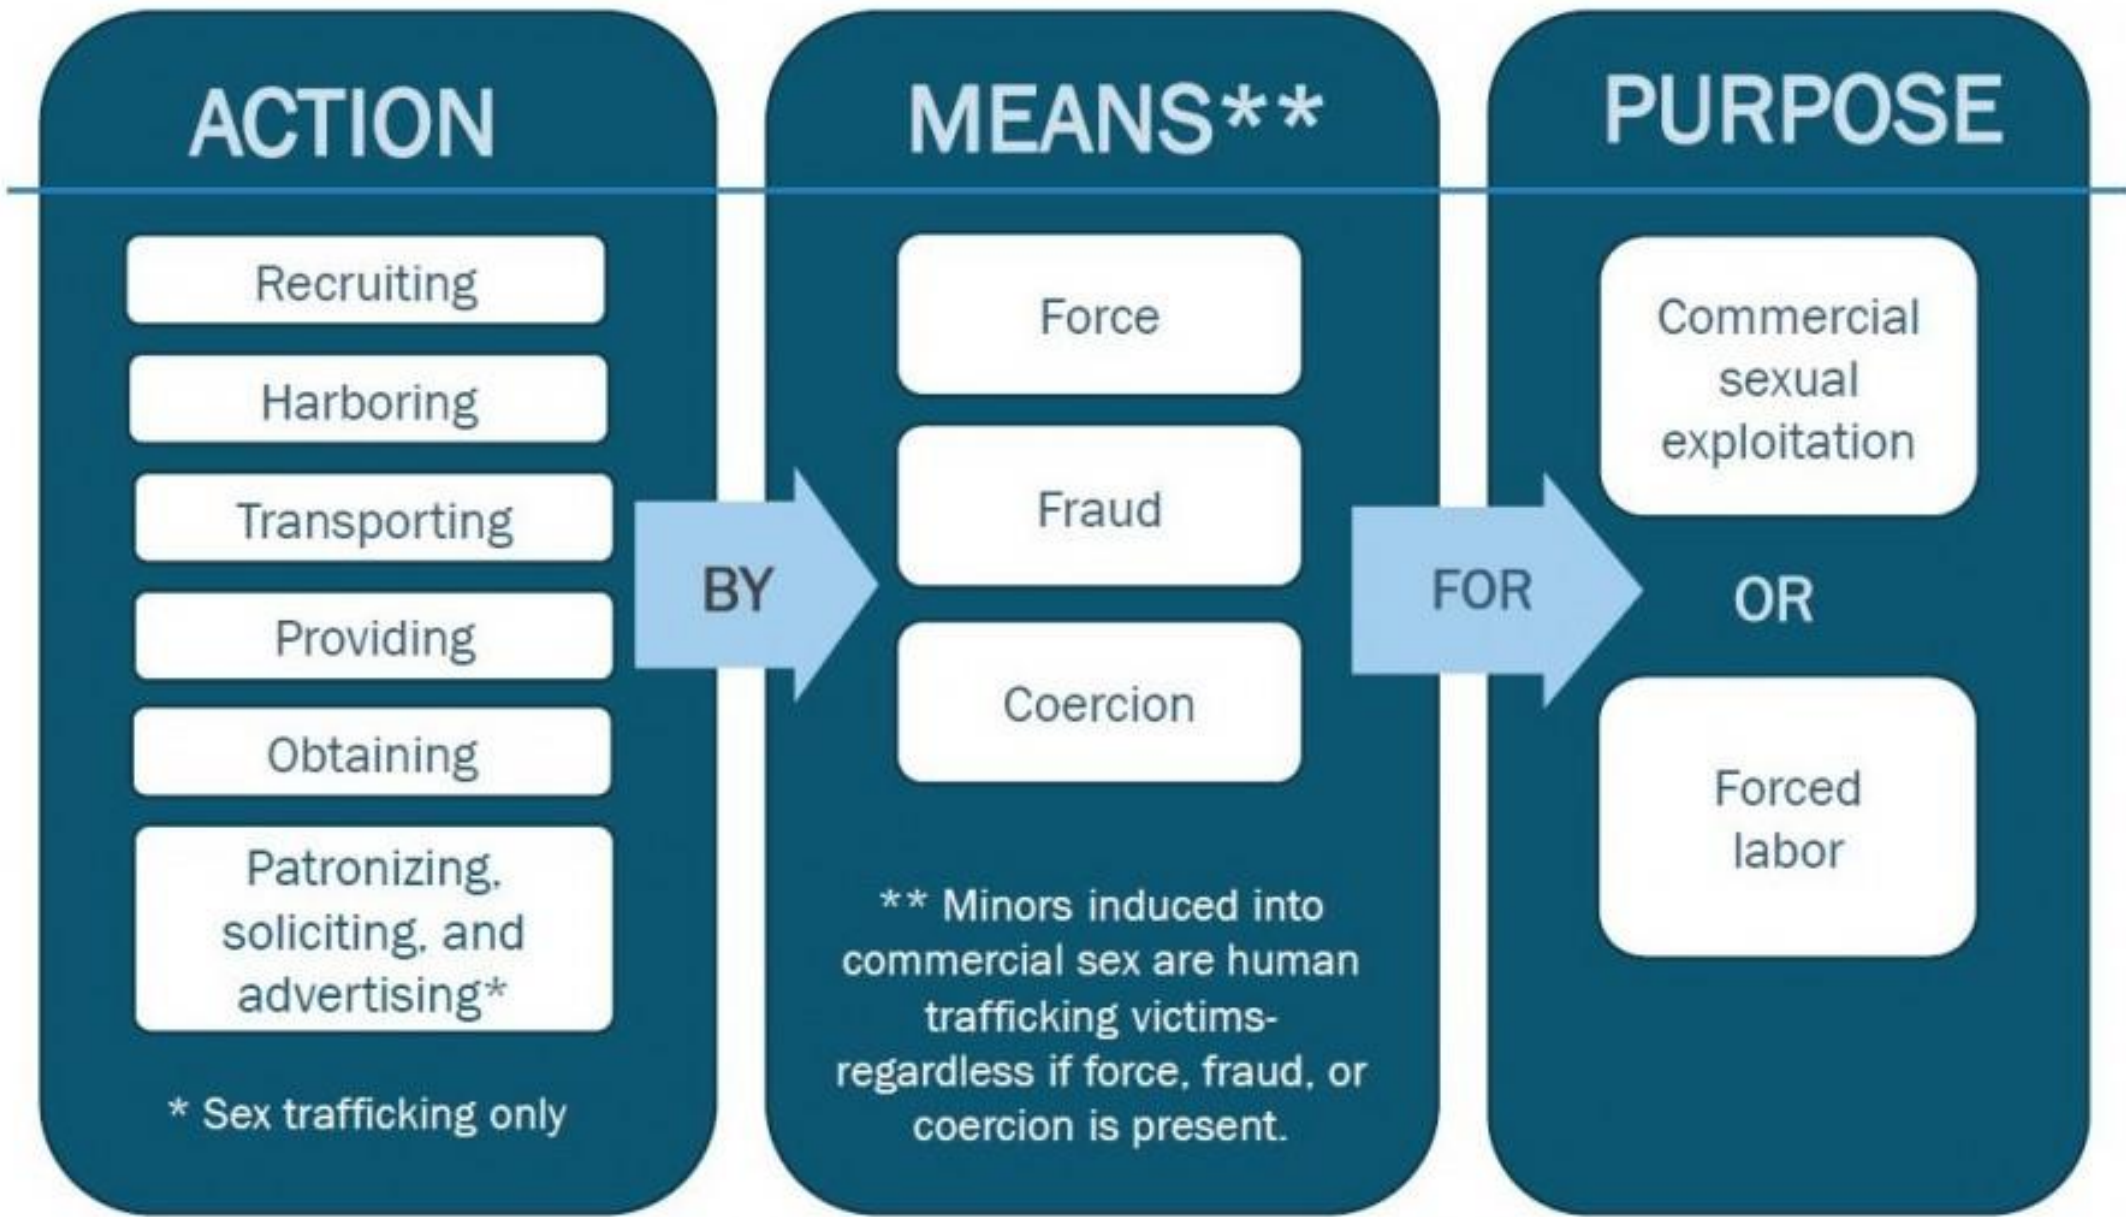 ACTION
Recruiting
Harboring
Transporting
Providing
Obtaining
Patronizing,
soliciting, and
advertising*
* Sex trafficking only
BY
MEANS**
Force
Fraud
Coercion
** Minors induced into
commercial sex are human
trafficking victims-
regardless if force, fraud, or
coercion is present.
FOR
PURPOSE
Commercial
sexual
exploitation
OR
Forced
labor